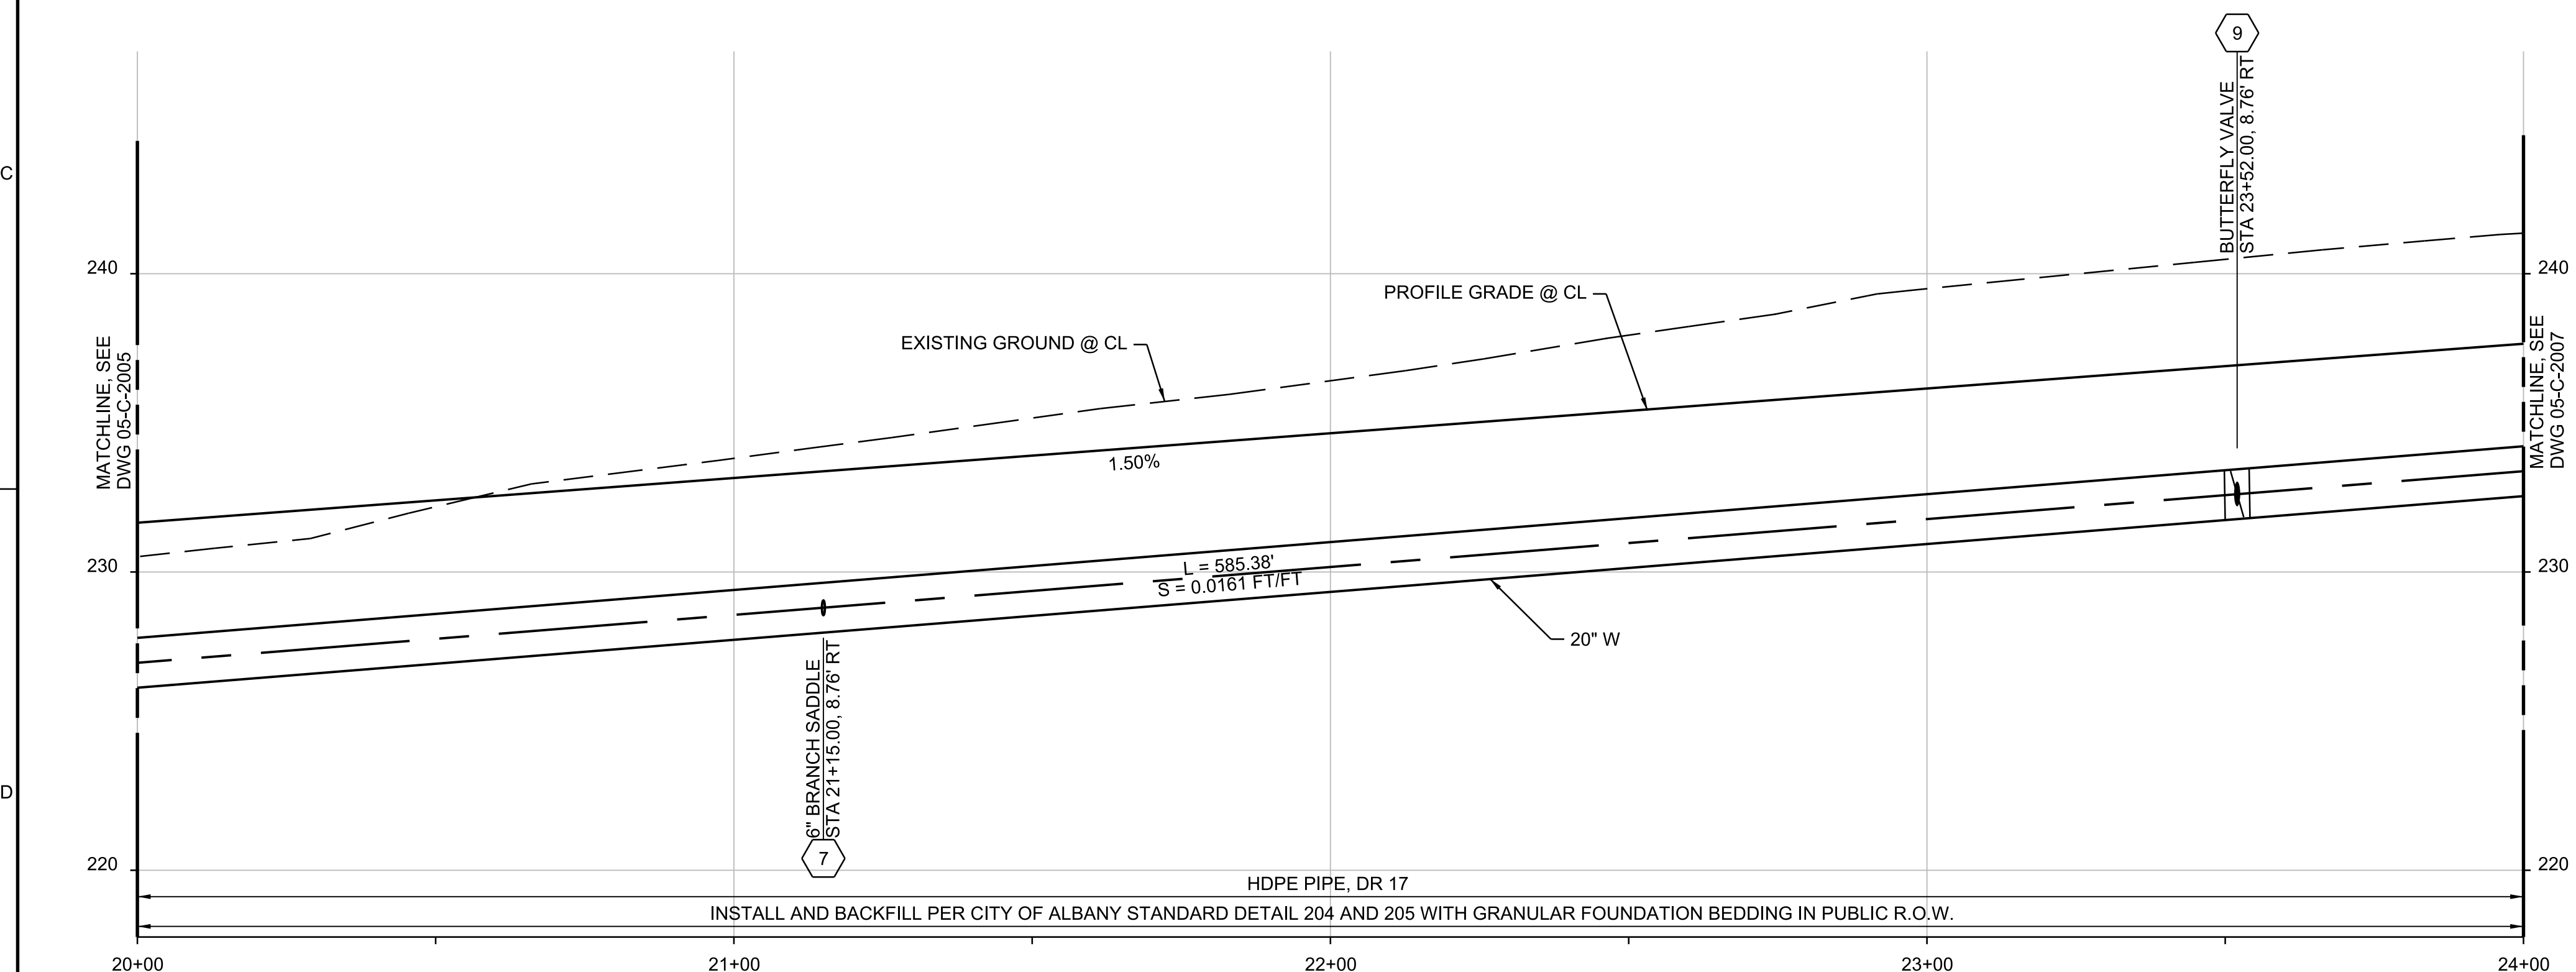 9
BUTTERFLY VALVE
STA 23+52.00, 8.76' RT
C
240
240
PROFILE GRADE @ CL
EXISTING GROUND @ CL
MATCHLINE, SEE
DWG 05-C-2005
MATCHLINE, SEE
DWG 05-C-2007
1.50%
230
230
L = 585.38'
S = 0.0161 FT/FT
20" W
6" BRANCH SADDLE
STA 21+15.00, 8.76' RT
D
7
220
220
HDPE PIPE, DR 17
INSTALL AND BACKFILL PER CITY OF ALBANY STANDARD DETAIL 204 AND 205 WITH GRANULAR FOUNDATION BEDDING IN PUBLIC R.O.W.
20+00
21+00
22+00
23+00
24+00